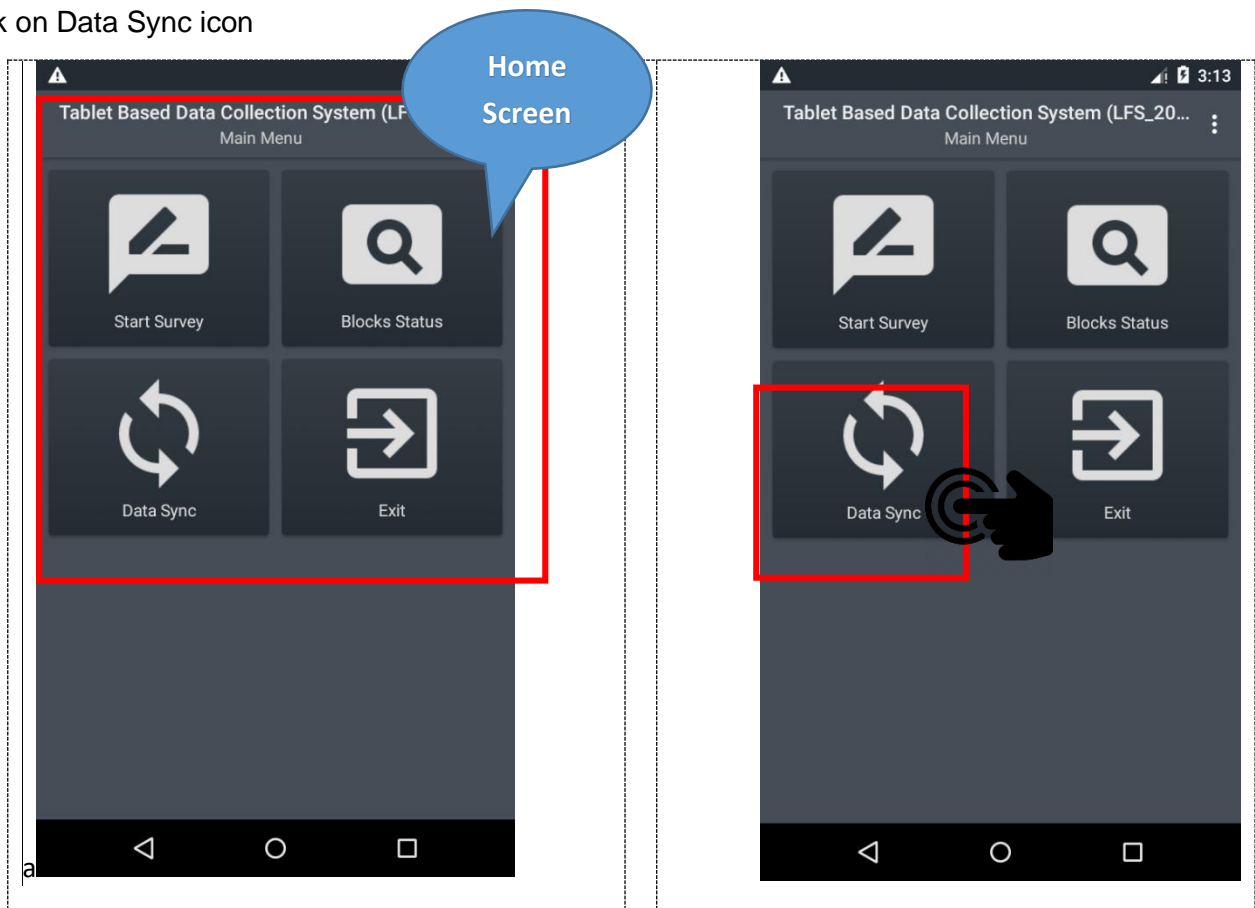 on Data Sync icon
Home
Screen
Tablet Based Data Collection System (LF
Main Menu
Start Survey
Blocks Status
Data Sync
Exit
a
3:13
Tablet Based Data Collection System (LFS_20...
Main Menu
Start Survey
Blocks Status
Data Sync
Exit